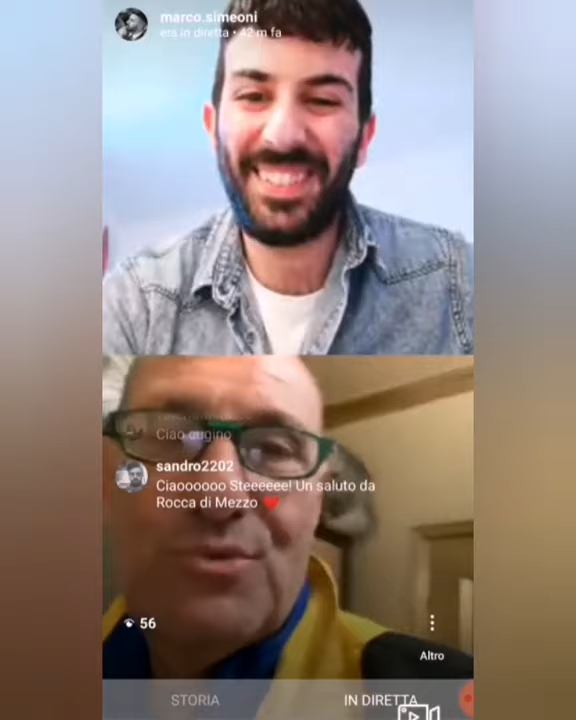 marco.simeoni
era in diretta • 42 m fa
Ciao cugino
sandro2202
Ciaoooooo Steeeeee! Un saluto da
Rocca di Mezzo ❤️
56
Altro
STORIA
IN DIRETTA